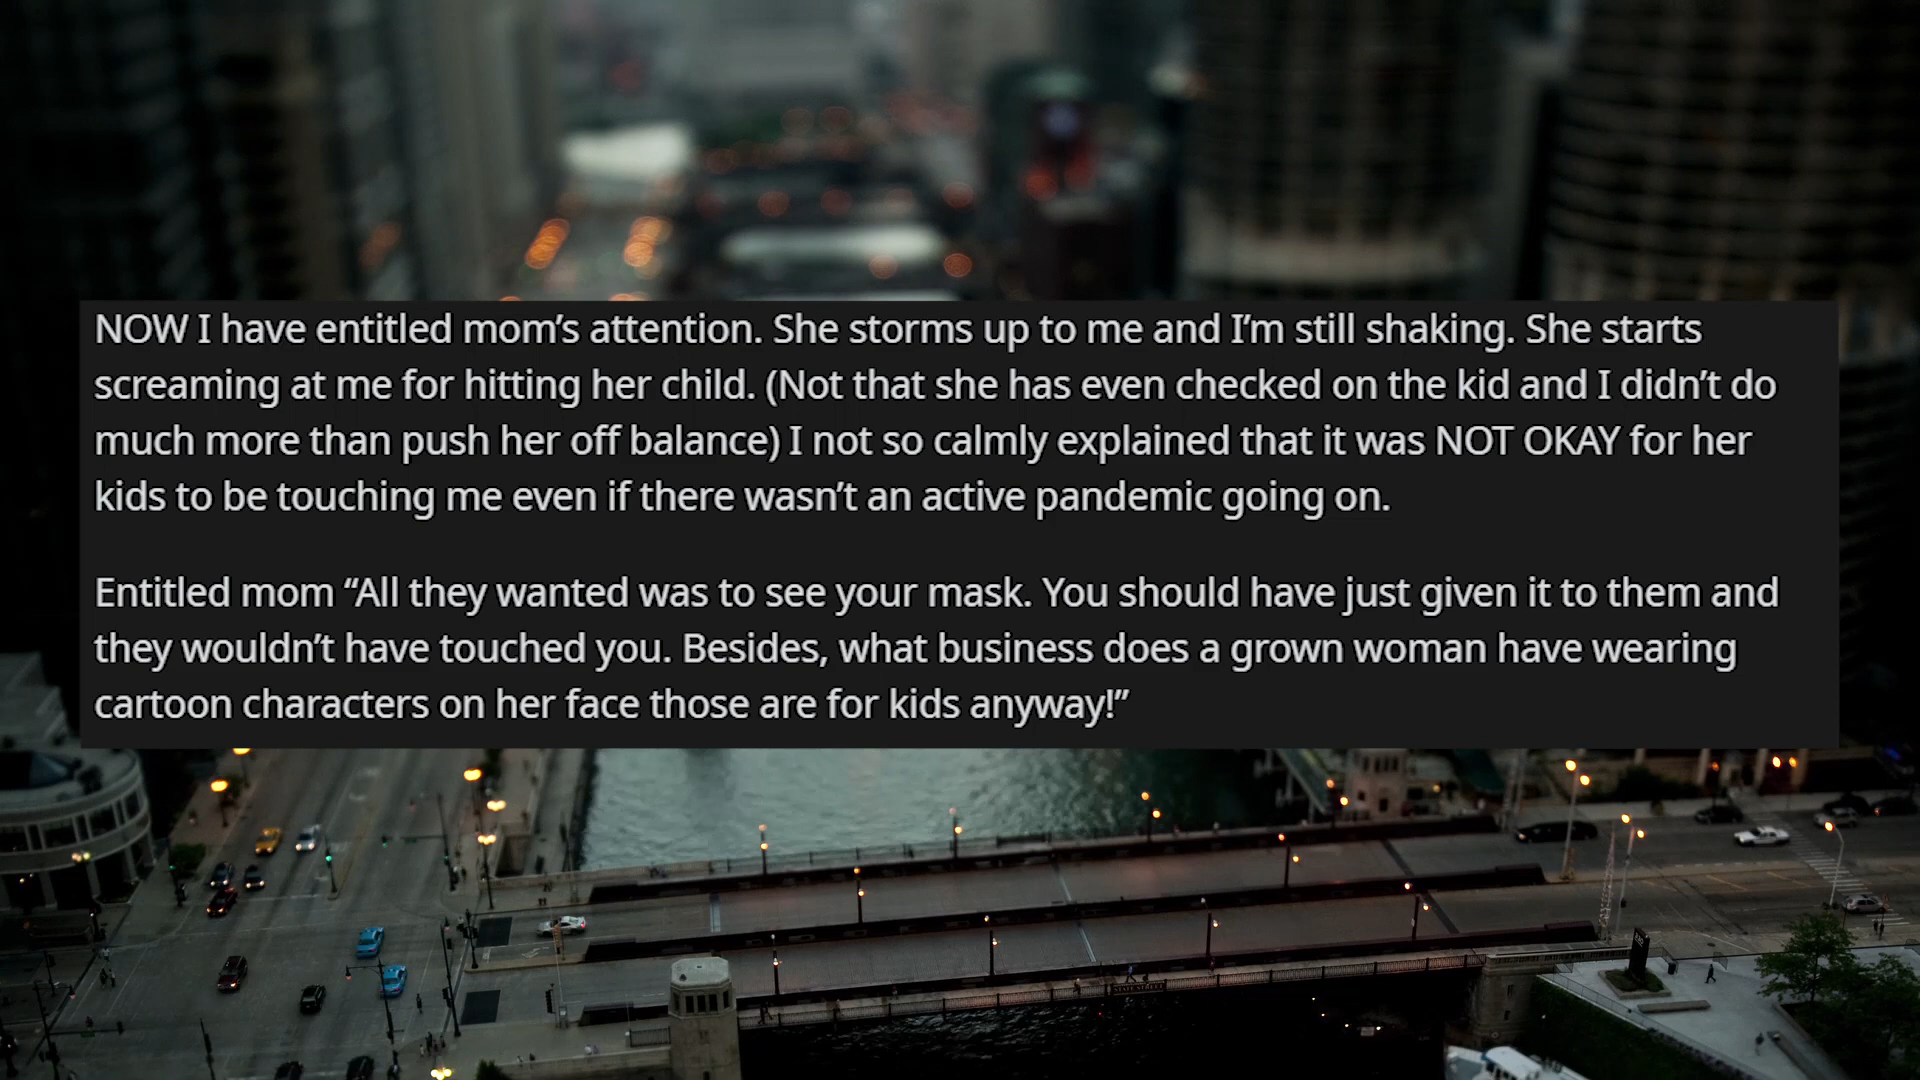 NOW I have entitled mom’s attention. She storms up to me and I’m still shaking. She starts
screaming at me for hitting her child. (Not that she has even checked on the kid and I didn’t do
much more than push her off balance) I not so calmly explained that it was NOT OKAY for her
kids to be touching me even if there wasn’t an active pandemic going on.
Entitled mom “All they wanted was to see your mask. You should have just given it to them and
they wouldn’t have touched you. Besides, what business does a grown woman have wearing
cartoon characters on her face those are for kids anyway!”
STATE STREET